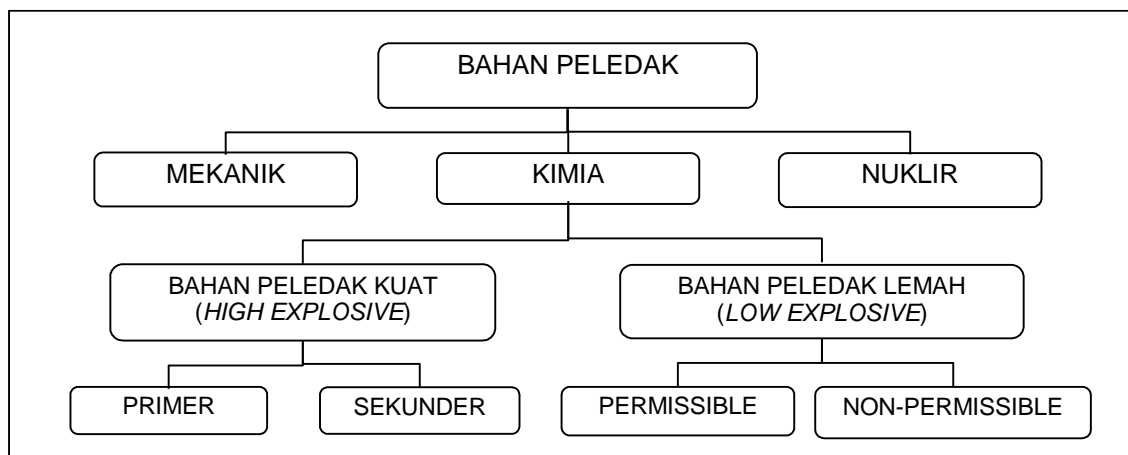 BAHAN PELEDAK
MEKANIK
KIMIA
NUKLIR
BAHAN PELEDAK KUAT
(HIGH EXPLOSIVE)
BAHAN PELEDAK LEMAH
(LOW EXPLOSIVE)
PRIMER
SEKUNDER
PERMISSIBLE
NON-PERMISSIBLE